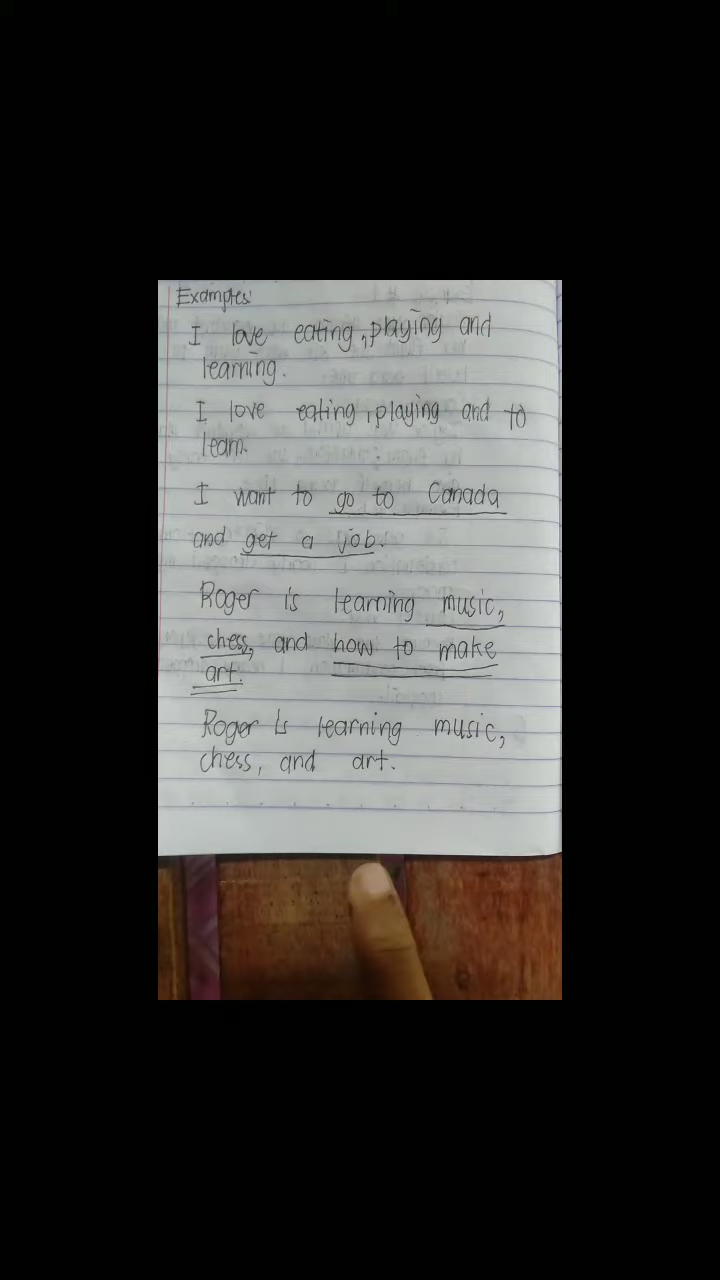 Examples:
I love eating, playing and
learning.
I love eating, playing and to
learn.
I want to go to Canada
and get a job.
Roger is learning music,
chess, and how to make
art.
Roger is learning music,
chess, and art.